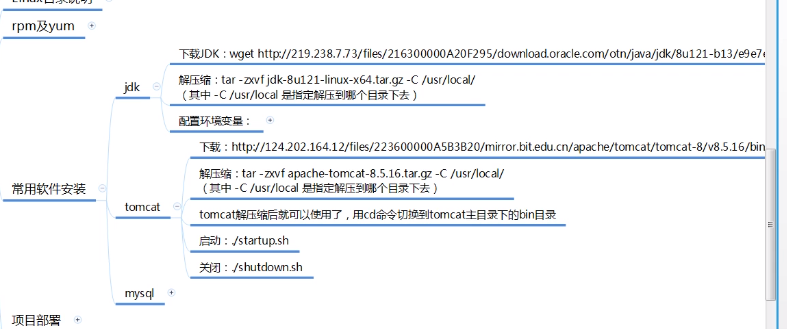 Linux目录说明
rpm及yum
常用软件安装
jdk
下载JDK：wget http://219.238.7.73/files/216300000A20F295/download.oracle.com/otn/java/jdk/8u121-b13/e9e7e
解压缩：tar -zxvf jdk-8u121-linux-x64.tar.gz -C /usr/local/
（其中 -C /usr/local 是指定解压到哪个目录下去）
配置环境变量：
tomcat
下载：http://124.202.164.12/files/223600000A5B3B20/mirror.bit.edu.cn/apache/tomcat/tomcat-8/v8.5.16/bin
解压缩：tar -zxvf apache-tomcat-8.5.16.tar.gz -C /usr/local/
（其中 -C /usr/local 是指定解压到哪个目录下去）
tomcat解压缩后就可以使用了，用cd命令切换到tomcat主目录下的bin目录
启动：./startup.sh
关闭：./shutdown.sh
mysql
项目部署